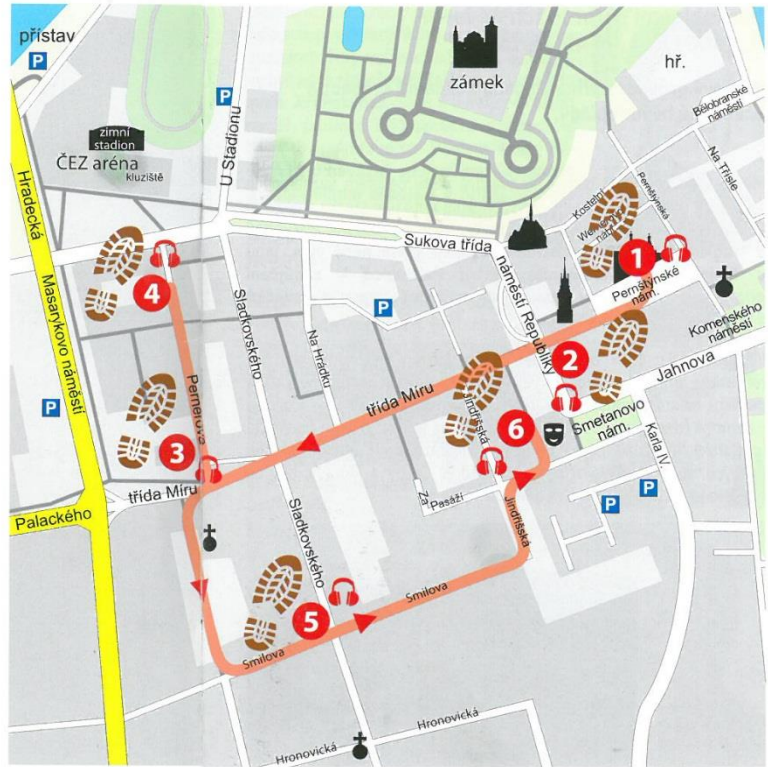 přístav
P
P
zimní
stadion
ČEZ aréna
kluziště
U Stadionu
zámek
hř.
Bělobranské
náměstí
Na Třísle
Pernštýnská
Kostelní
Hradecká
Masarykovo náměstí
Sukova třída
náměstí Republiky
1
Pernštýnské
nám.
Komenského
náměstí
4
Sladkovského
Na Hrádku
P
2
Jahnova
Pernerova
třída Míru
P
3
Jindřišská
6
Smetanovo
nám.
Karla IV.
třída Míru
Palackého
Sladkovského
Za
Pasáží
Jindřišská
P
P
5
Smilova
Smilova
Hronovická
Hronovická